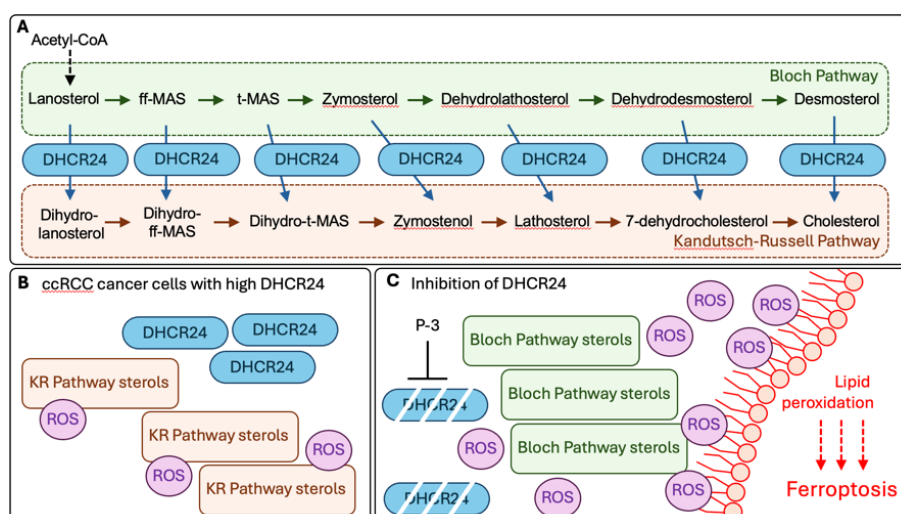 A
Acetyl-CoA
Bloch Pathway
Lanosterol ff-MAS t-MAS Zymosterol Dehydrolathosterol Dehydrodesmosterol Desmosterol
DHCR24 DHCR24 DHCR24 DHCR24 DHCR24 DHCR24 DHCR24
Dihydro-
lanosterol
Dihydro-
ff-MAS
Dihydro-t-MAS Zymostenol Lathosterol 7-dehydrocholesterol Cholesterol
Kandutsch-Russell Pathway
B ccRCC cancer cells with high DHCR24
DHCR24 DHCR24
DHCR24
KR Pathway sterols
ROS
KR Pathway sterols
ROS
ROS
KR Pathway sterols
C Inhibition of DHCR24
P-3
DHCR24
DHCR24
Bloch Pathway sterols
Bloch Pathway sterols
Bloch Pathway sterols
ROS
ROS
ROS
ROS
ROS
ROS
ROS
ROS
Lipid
peroxidation
Ferroptosis